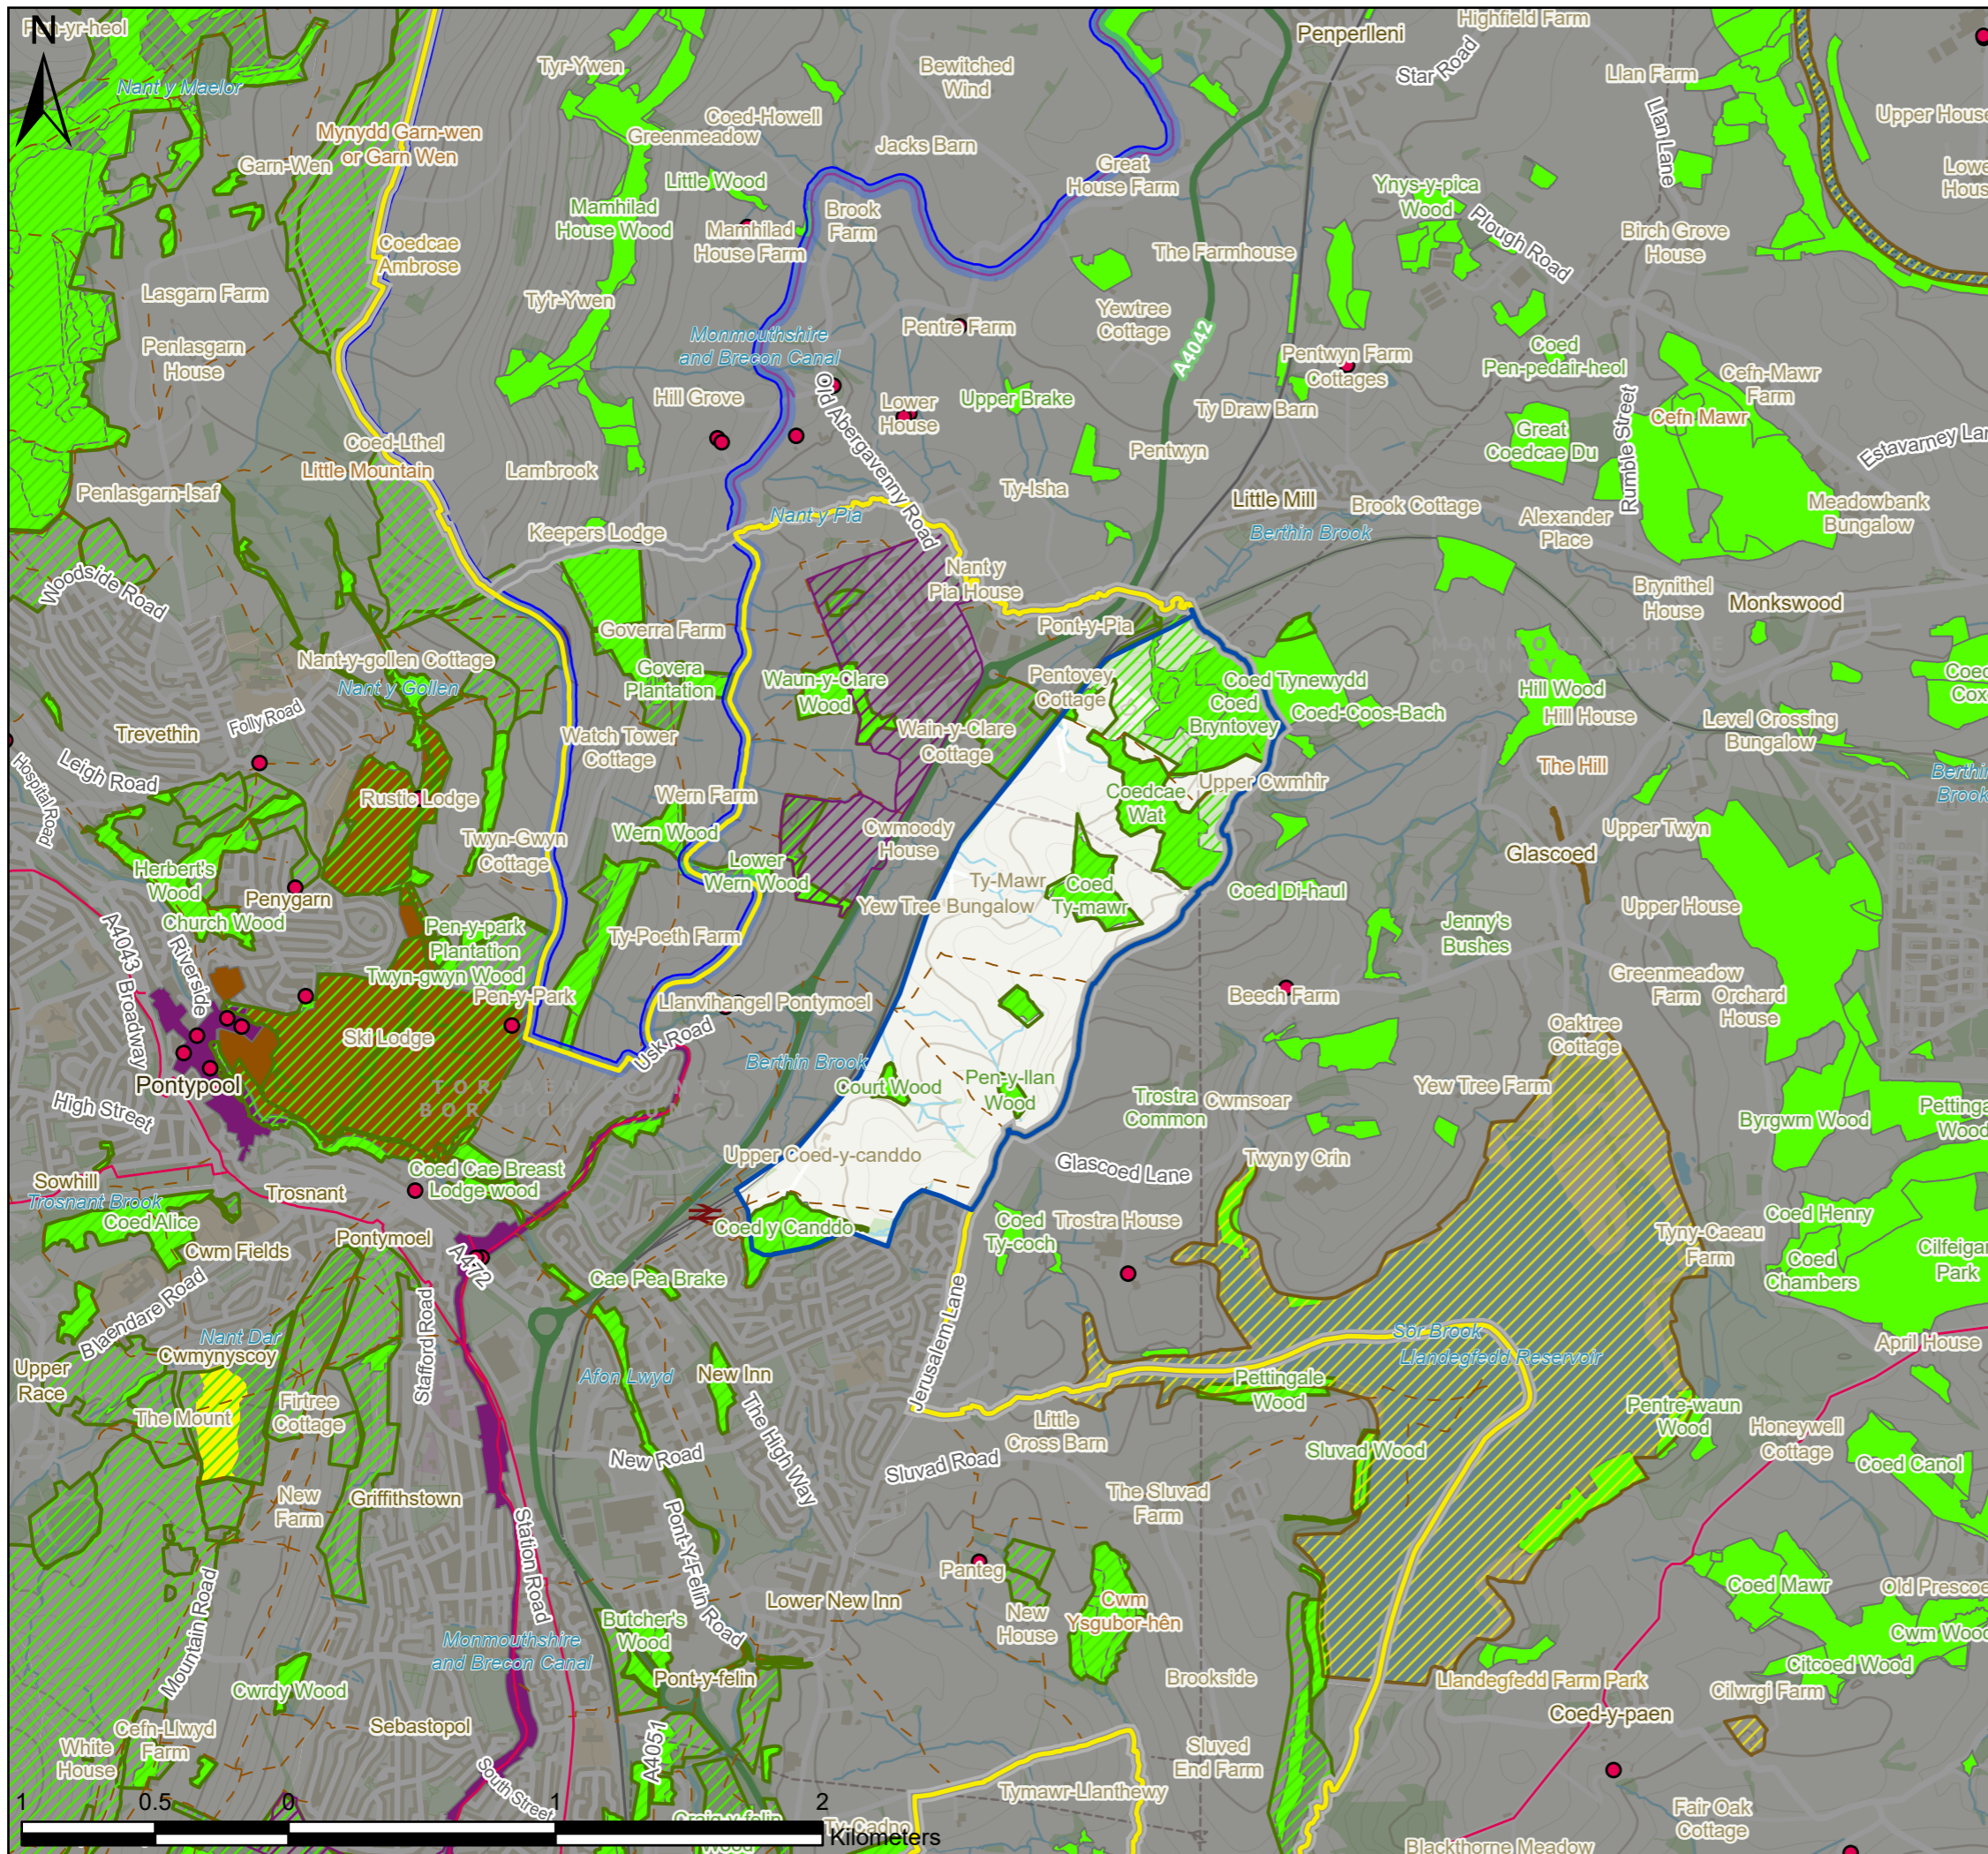 Pen-yr-heol
N
Nant y Maelor
Tyr-Ywen
Bewitched
Wind
Penperlleni
Highfield Farm
Star Road
Llan Farm
Llan Lane
Upper House
Lower
House
Mynydd Garn-wen
or Garn Wen
Garn-Wen
Coed-Howell
Greenmeadow
Jacks Barn
Little Wood
Great
House Farm
Ynys-y-pica
Wood
Plough Road
Mamhilad
House Wood
Mamhilad
House Farm
Brook
Farm
Birch Grove
House
Coedcae
Ambrose
The Farmhouse
Lasgarn Farm
Ty'r-Ywen
Yewtree
Cottage
Pentre Farm
Monmouthshire
and Brecon Canal
A4042
Penlasgarn
House
Pentwyn Farm
Cottages
Coed
Pen-pedair-heol
Cefn-Mawr
Farm
Cefn Mawr
Hill Grove
Old Abergavenny Road
Lower
House
Upper Brake
Ty Draw Barn
Rumble Street
Great
Coedcae Du
Estavarney Lan
Coed-Lthel
Little Mountain
Lambrook
Pentwyn
Penlasgarn-Isaf
Ty-Isha
Little Mill
Brook Cottage
Meadowbank
Bungalow
Nant y Pia
Keepers Lodge
Berthin Brook
Alexander
Place
Woodside Road
Nant y
Pia House
Brynithel
House
Monkswood
Goverra Farm
Pont-y-Pia
MONMOUTHSHIRE
COUNTY COUNCIL
Nant-y-gollen Cottage
Nant y Gollen
Govera
Plantation
Waun-y-Clare
Wood
Pentovey
Cottage
Coed Tynewydd
Coed
Bryntovey
Coed-Coos-Bach
Hill Wood
Hill House
Coed
Cox
Folly Road
Trevethin
Watch Tower
Cottage
Wain-y-Clare
Cottage
Level Crossing
Bungalow
Leigh Road
Hospital Road
The Hill
Berthin
Brook
Rustic Lodge
Wern Farm
Upper Cwmhir
Coedcae
Wat
Twyn-Gwyn
Cottage
Wern Wood
Cwmoody
House
Upper Twyn
Glascoed
Herbert's
Wood
Lower
Wern Wood
Penygarn
Ty-Mawr
Yew Tree Bungalow
Coed
Ty-mawr
Coed Di-haul
Church Wood
Upper House
Pen-y-park
Plantation
Jenny's
Bushes
A4043 Broadway
Riverside
Ty-Poeth Farm
Twyn-gwyn Wood
Pen-y-Park
Llanvihangel Pontymoel
Beech Farm
Greenmeadow
Farm
Orchard
House
Ski Lodge
Usk Road
Oaktree
Cottage
Berthin Brook
Pontypool
TORFAEN COUNTY
BOROUGH COUNCIL
Court Wood
Pen-y-llan
Wood
Yew Tree Farm
High Street
Trostra
Common
Cwmsoar
Byrgwm Wood
Pettinga
Wood
Upper Coed-y-canddo
Twyn y Crin
Glascoed Lane
Coed Cae Breast
Lodge wood
Sowhill
Trosnant Brook
Trosnant
Coed Alice
Coed y Canddo
Coed
Ty-coch
Trostra House
Coed Henry
Tyny-Caeau
Farm
Pontymoel
Cwm Fields
A472
Coed
Chambers
Cilfeigan
Park
Cae Pea Brake
Blaendare Road
Stafford Road
Jerusalem Lane
Nant Dar
Cwmynyscoy
Sôr Brook
Llandegfedd Reservoir
April House
Upper
Race
Afon Lwyd
New Inn
Pettingale
Wood
The Mount
Firtree
Cottage
The High Way
Little
Cross Barn
Pentre-waun
Wood
Honeywell
Cottage
New Road
Sluvad Road
Sluvad Wood
Coed Canol
New
Farm
Griffithstown
The Sluvad
Farm
Station Road
Pont-Y-Felin Road
Panteg
Coed Mawr
Old Prescoe
Mountain Road
Lower New Inn
Cwm
Ysgubor-hên
New
House
Butcher's
Wood
Cwm Wood
Monmouthshire
and Brecon Canal
Citcoed Wood
Pont-y-felin
Brookside
Llandegfedd Farm Park
Cilwrgi Farm
Cwrdy Wood
Coed-y-paen
Sebastopol
Cefn-Llwyd
Farm
White
House
A4051
Sluved
End Farm
South Street
Tymawr-Llanthewy
Fair Oak
Cottage
1 0.5 0 1 2
Craig-y-felin
Wood
Ty-Cadno
Kilometers
Blackthorne Meadow